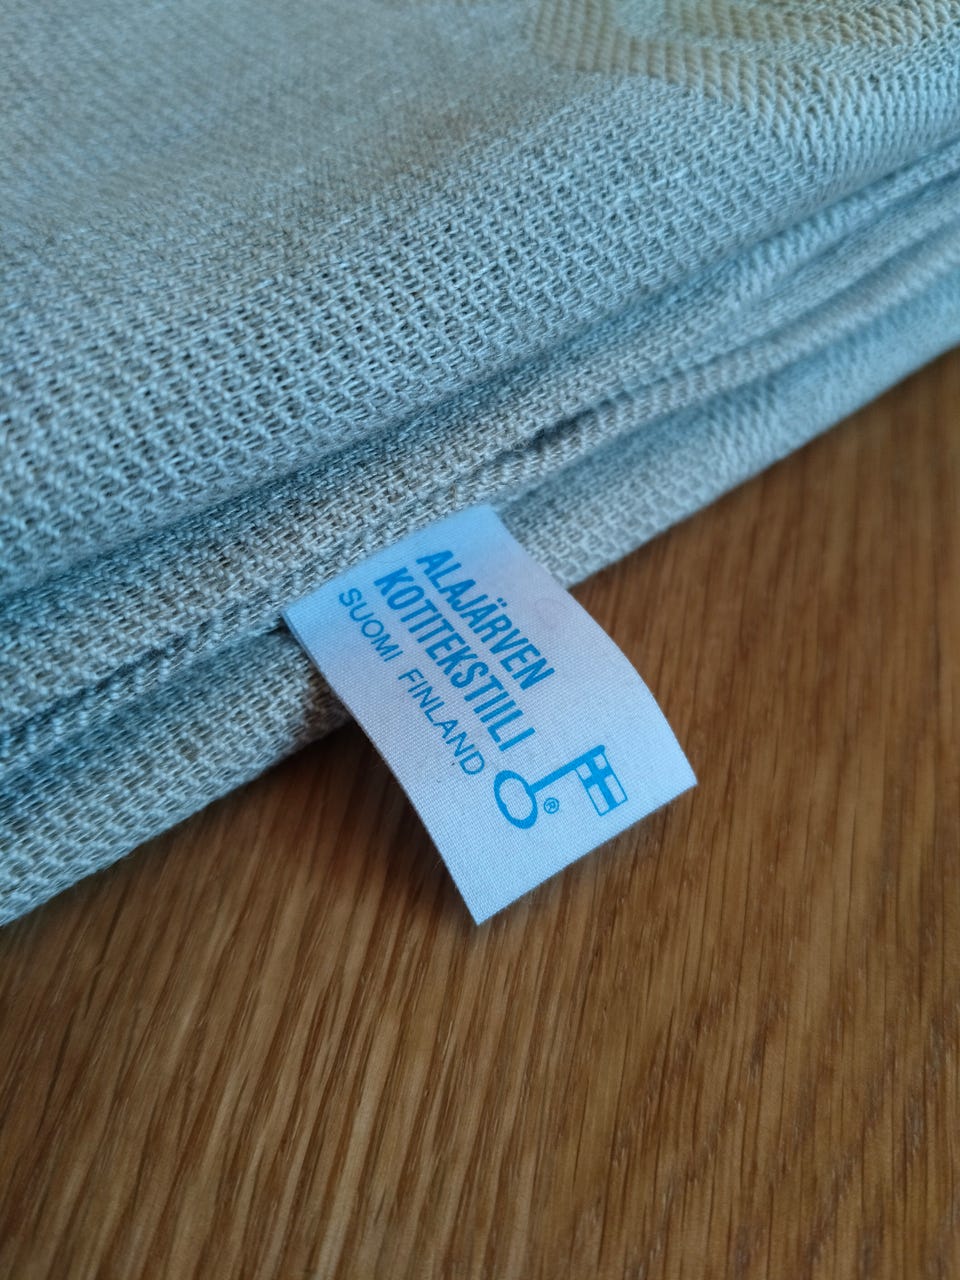 ALAJÄRVEN
KOTITEKSTIILI
SUOMI FINLAND
®